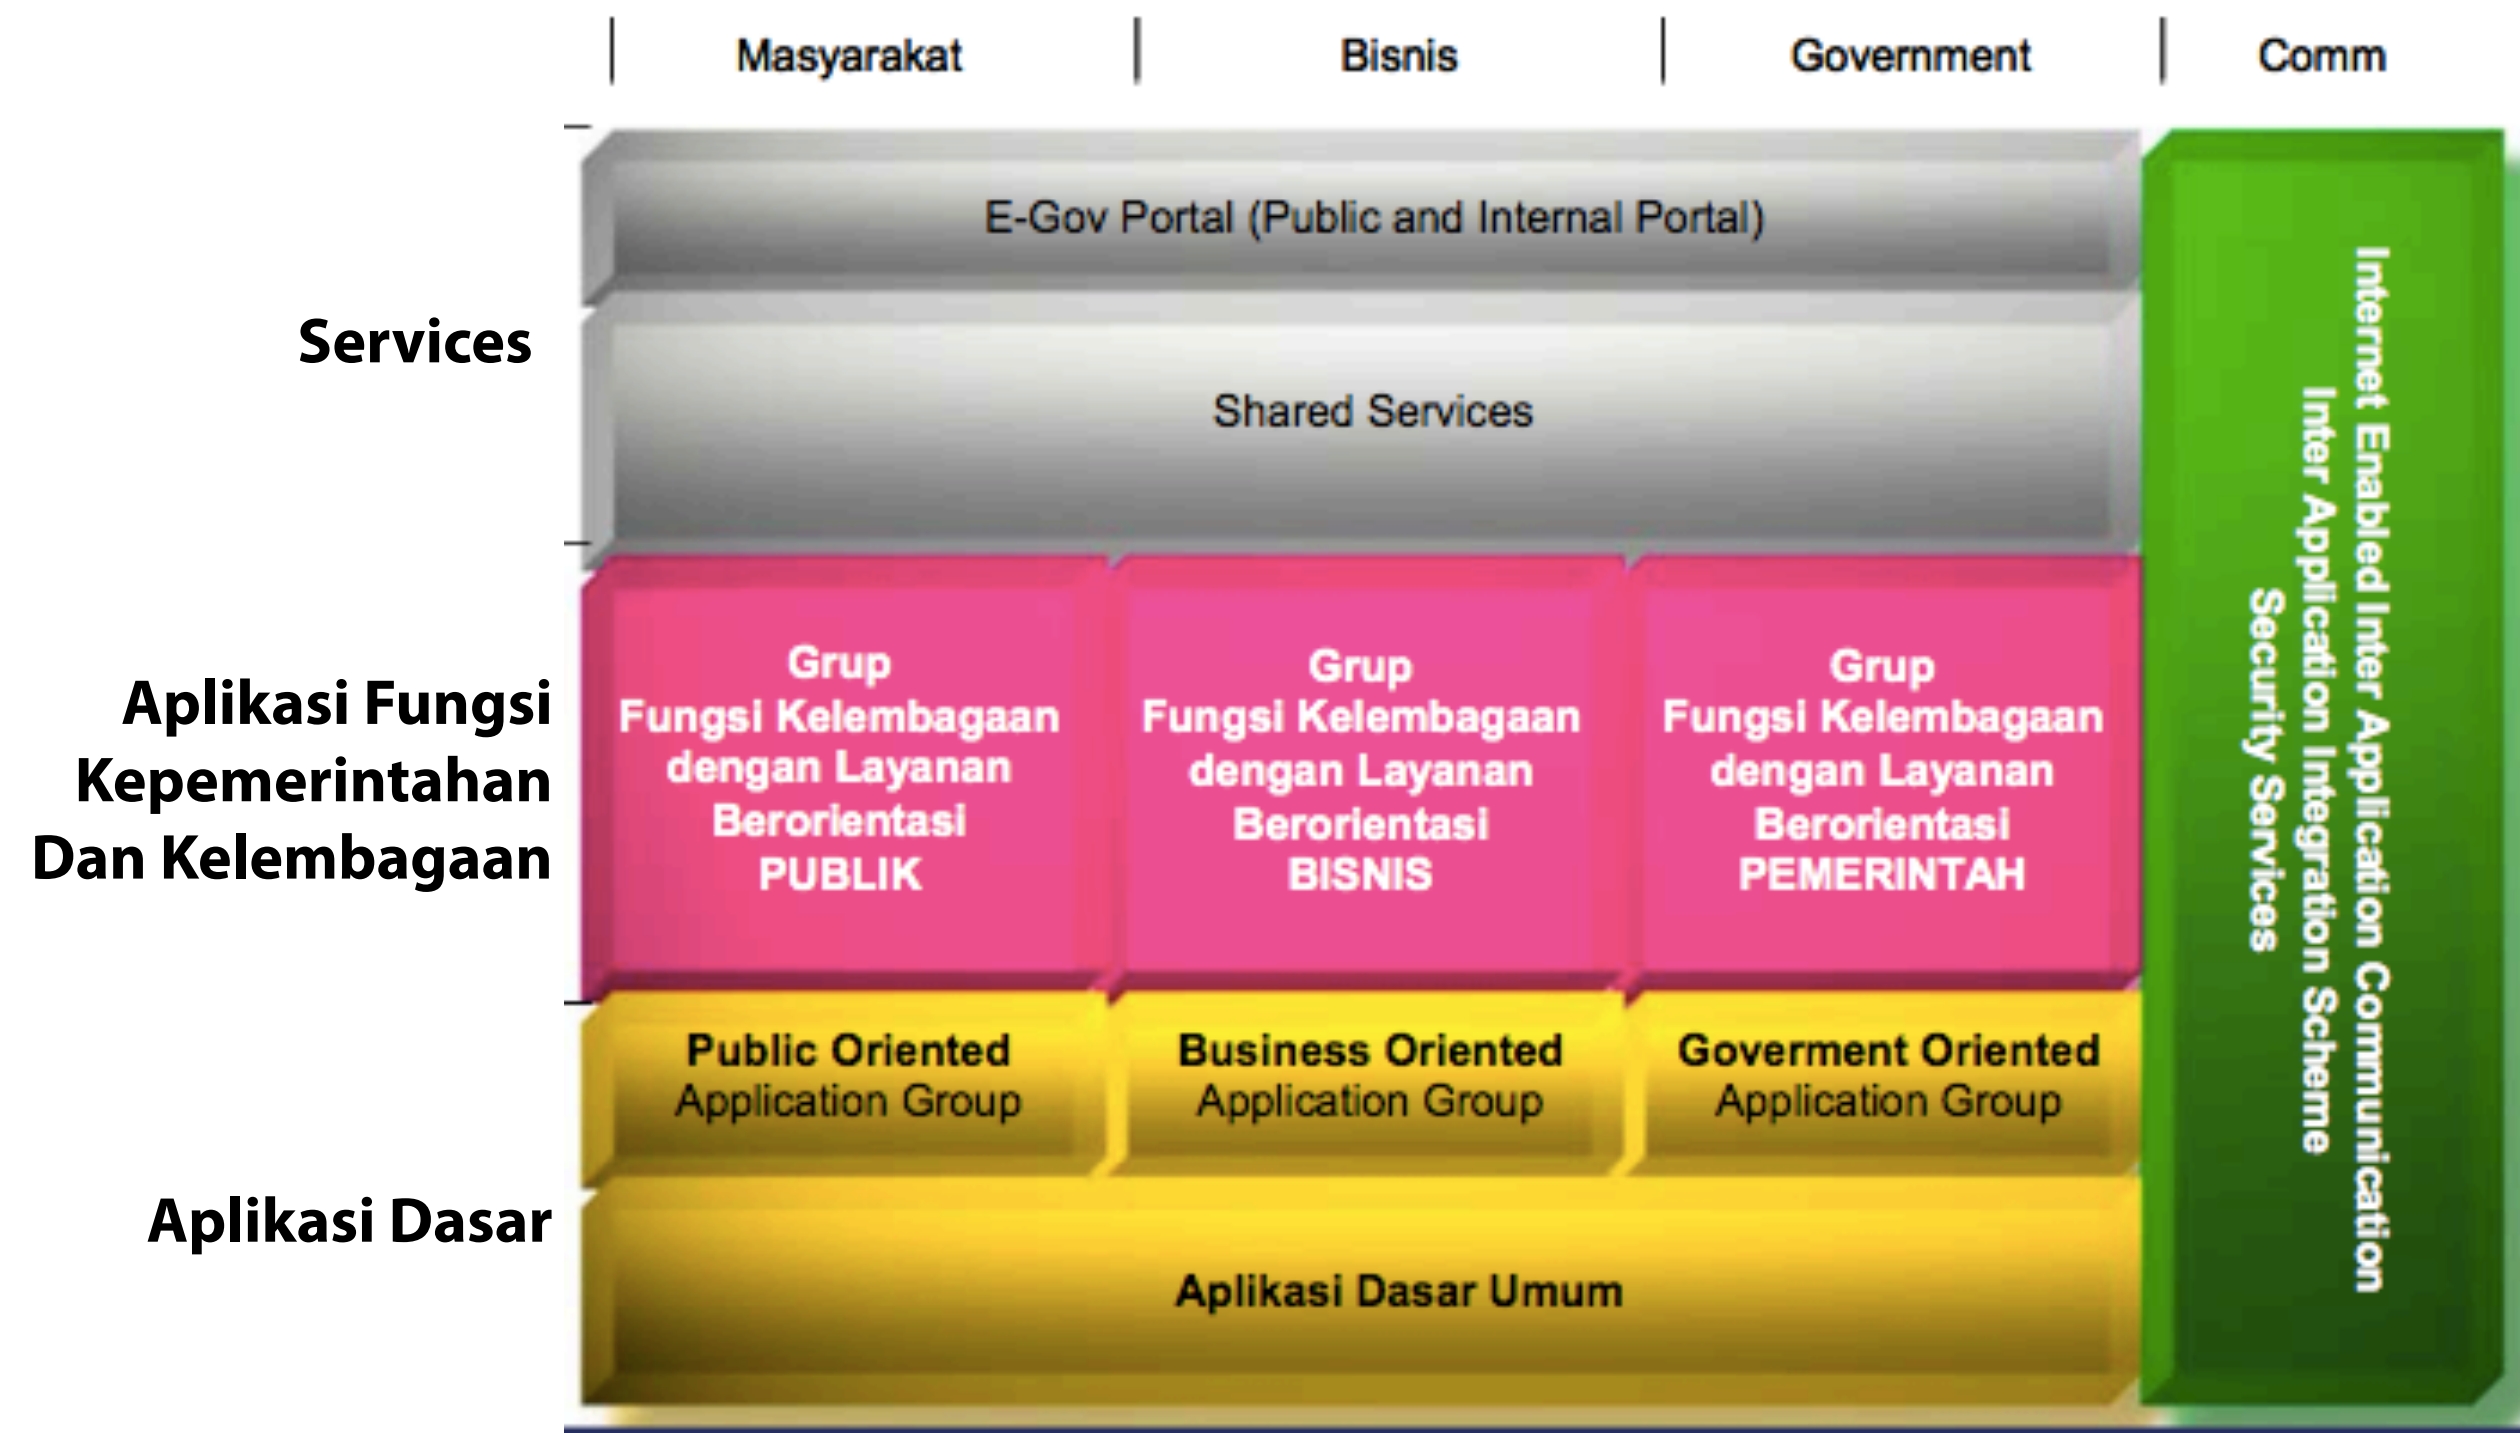 Masyarakat
Bisnis
Government
Comm
Services
E-Gov Portal (Public and Internal Portal)
Shared Services
Aplikasi Fungsi
Kepemerintahan
Dan Kelembagaan
Grup
Fungsi Kelembagaan
dengan Layanan
Berorientasi
PUBLIK
Grup
Fungsi Kelembagaan
dengan Layanan
Berorientasi
BISNIS
Grup
Fungsi Kelembagaan
dengan Layanan
Berorientasi
PEMERINTAH
Aplikasi Dasar
Public Oriented
Application Group
Business Oriented
Application Group
Goverment Oriented
Application Group
Aplikasi Dasar Umum
Internet Enabled Inter Application Communication
Inter Application Integration Scheme
Security Services